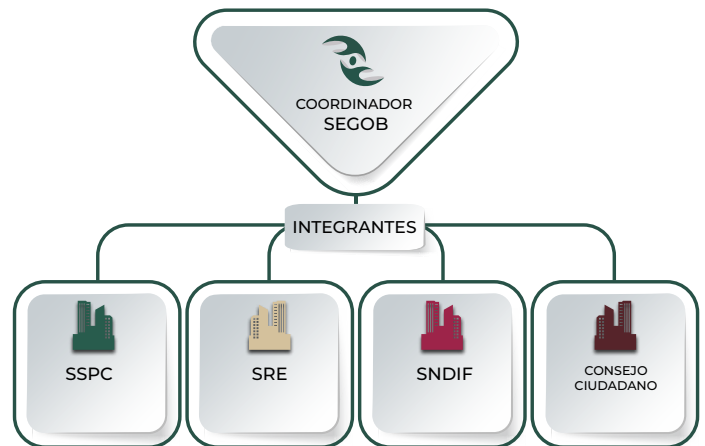 COORDINADOR
SEGOB
INTEGRANTES
SSPC
SRE
SNDIF
CONSEJO
CIUDADANO